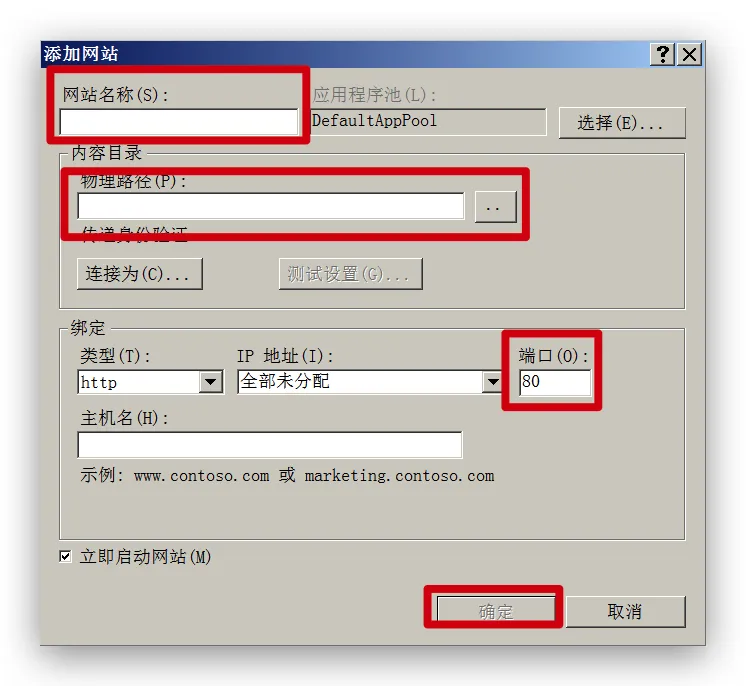 添加网站
网站名称(S): 应用程序池(L):
DefaultAppPool 选择(E)...
内容目录
物理路径(P):
..
传递身份验证
连接为(C)... 测试设置(G)...
绑定
类型(T): IP 地址(I): 端口(O):
http 全部未分配 80
主机名(H):
示例: www.contoso.com 或 marketing.contoso.com
立即启动网站(M)
确定 取消